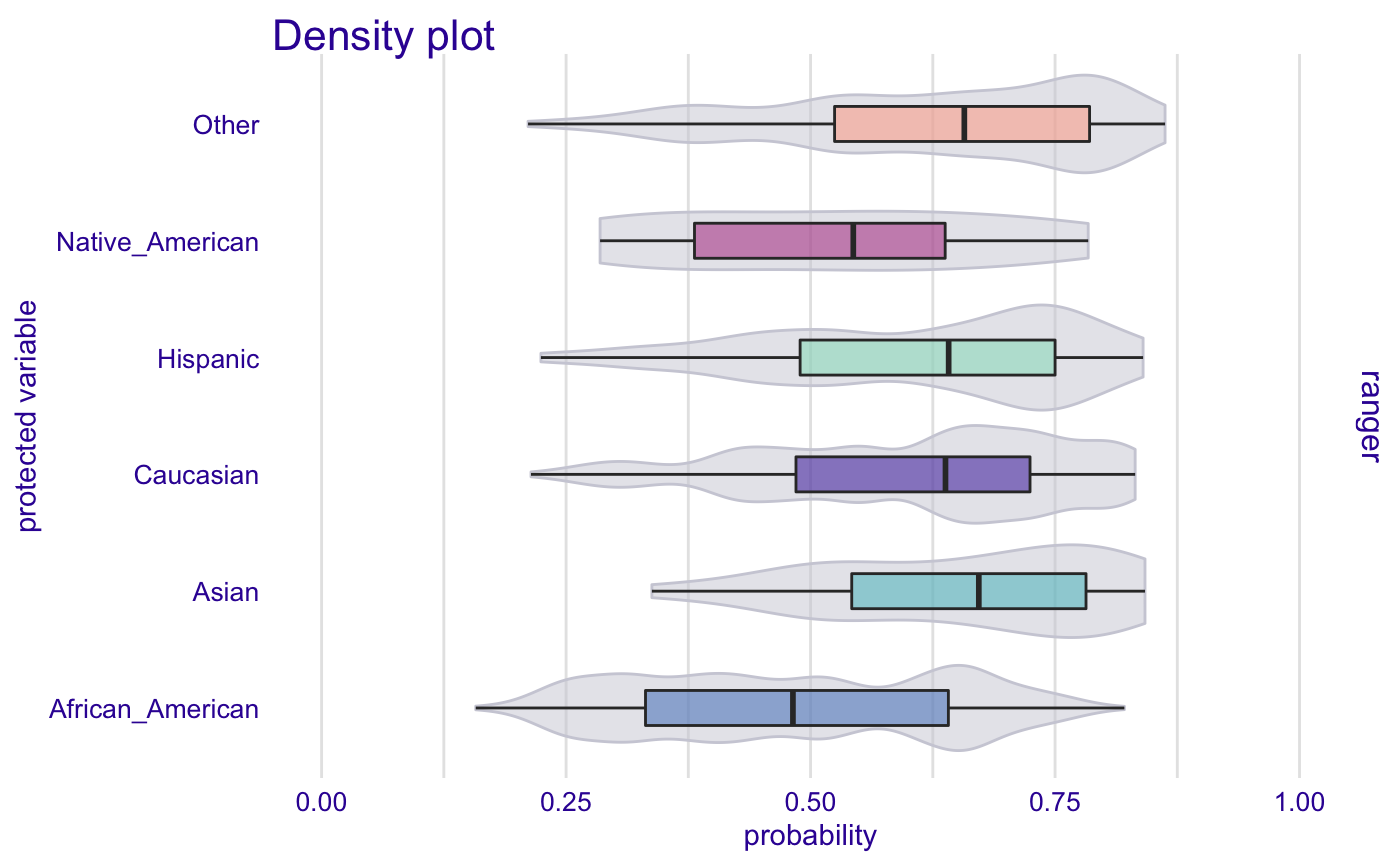 Density plot
Other
Native_American
Hispanic
Caucasian
Asian
African_American
protected variable
ranger
0.00 0.25 0.50 0.75 1.00
probability